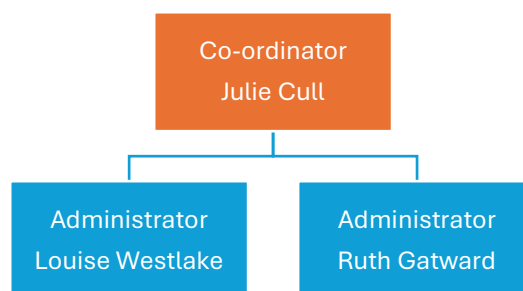 Co-ordinator
Julie Cull
Administrator
Louise Westlake
Administrator
Ruth Gatward